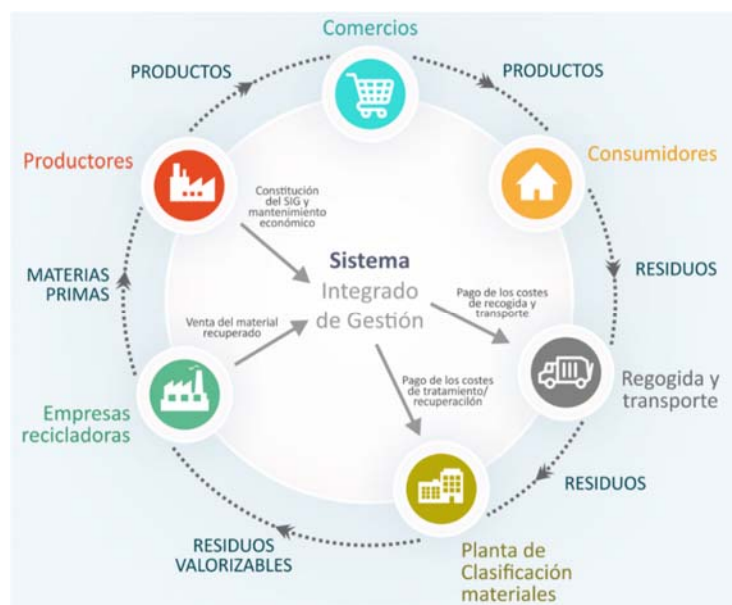 Comercios
PRODUCTOS
PRODUCTOS
Productores
Consumidores
Constitución
del SIG y
mantenimiento
económico
Sistema
Integrado
de Gestión
MATERIAS
PRIMAS
RESIDUOS
Venta del material
recuperado
Pago de los costes
de recogida y
transporte
Pago de los costes
de tratamiento/
recuperacilón
Regogida y
transporte
Empresas
recicladoras
RESIDUOS
RESIDUOS
VALORIZABLES
Planta de
Clasificación
materiales